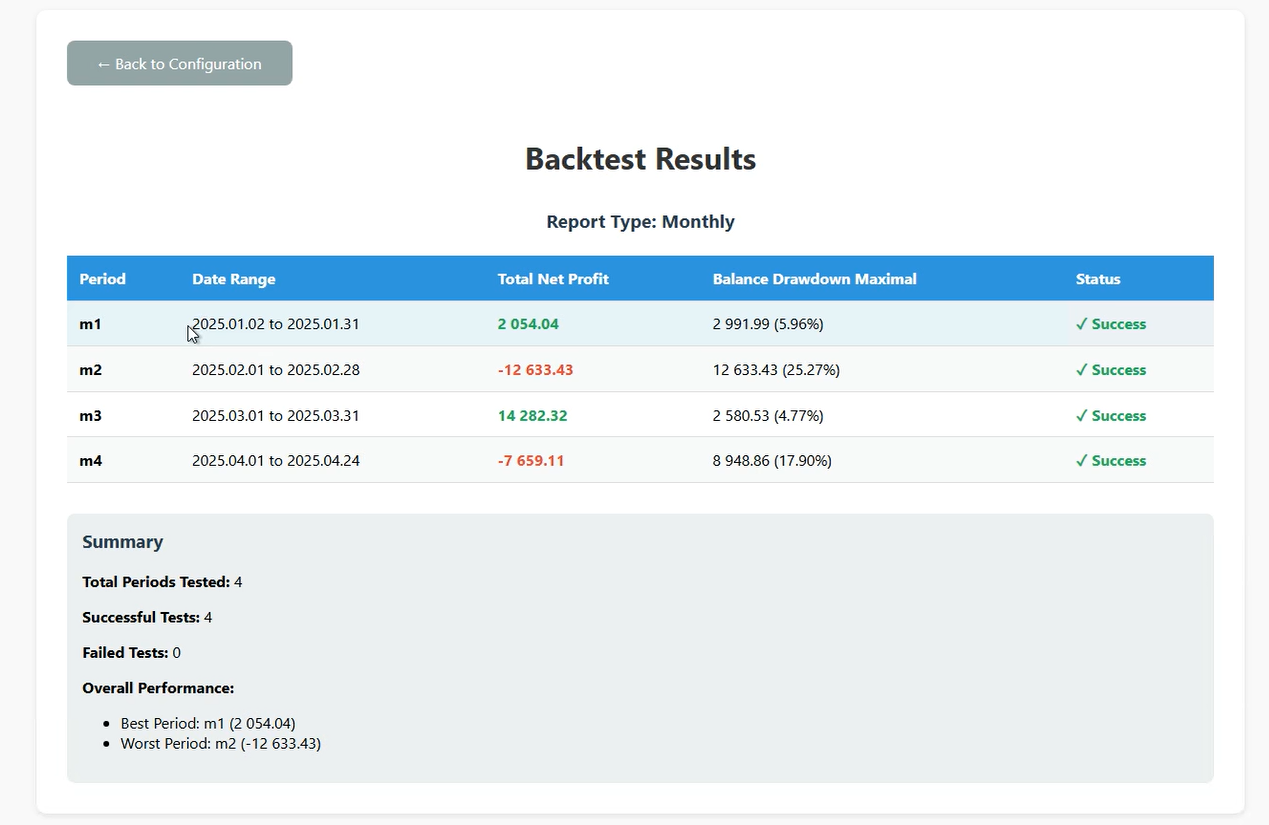 ← Back to Configuration
Backtest Results
Report Type: Monthly
Period Date Range Total Net Profit Balance Drawdown Maximal Status
m1 2025.01.02 to 2025.01.31 2 054.04 2 991.99 (5.96%) ✓ Success
m2 2025.02.01 to 2025.02.28 -12 633.43 12 633.43 (25.27%) ✓ Success
m3 2025.03.01 to 2025.03.31 14 282.32 2 580.53 (4.77%) ✓ Success
m4 2025.04.01 to 2025.04.24 -7 659.11 8 948.86 (17.90%) ✓ Success
Summary
Total Periods Tested: 4
Successful Tests: 4
Failed Tests: 0
Overall Performance:
• Best Period: m1 (2 054.04)
• Worst Period: m2 (-12 633.43)